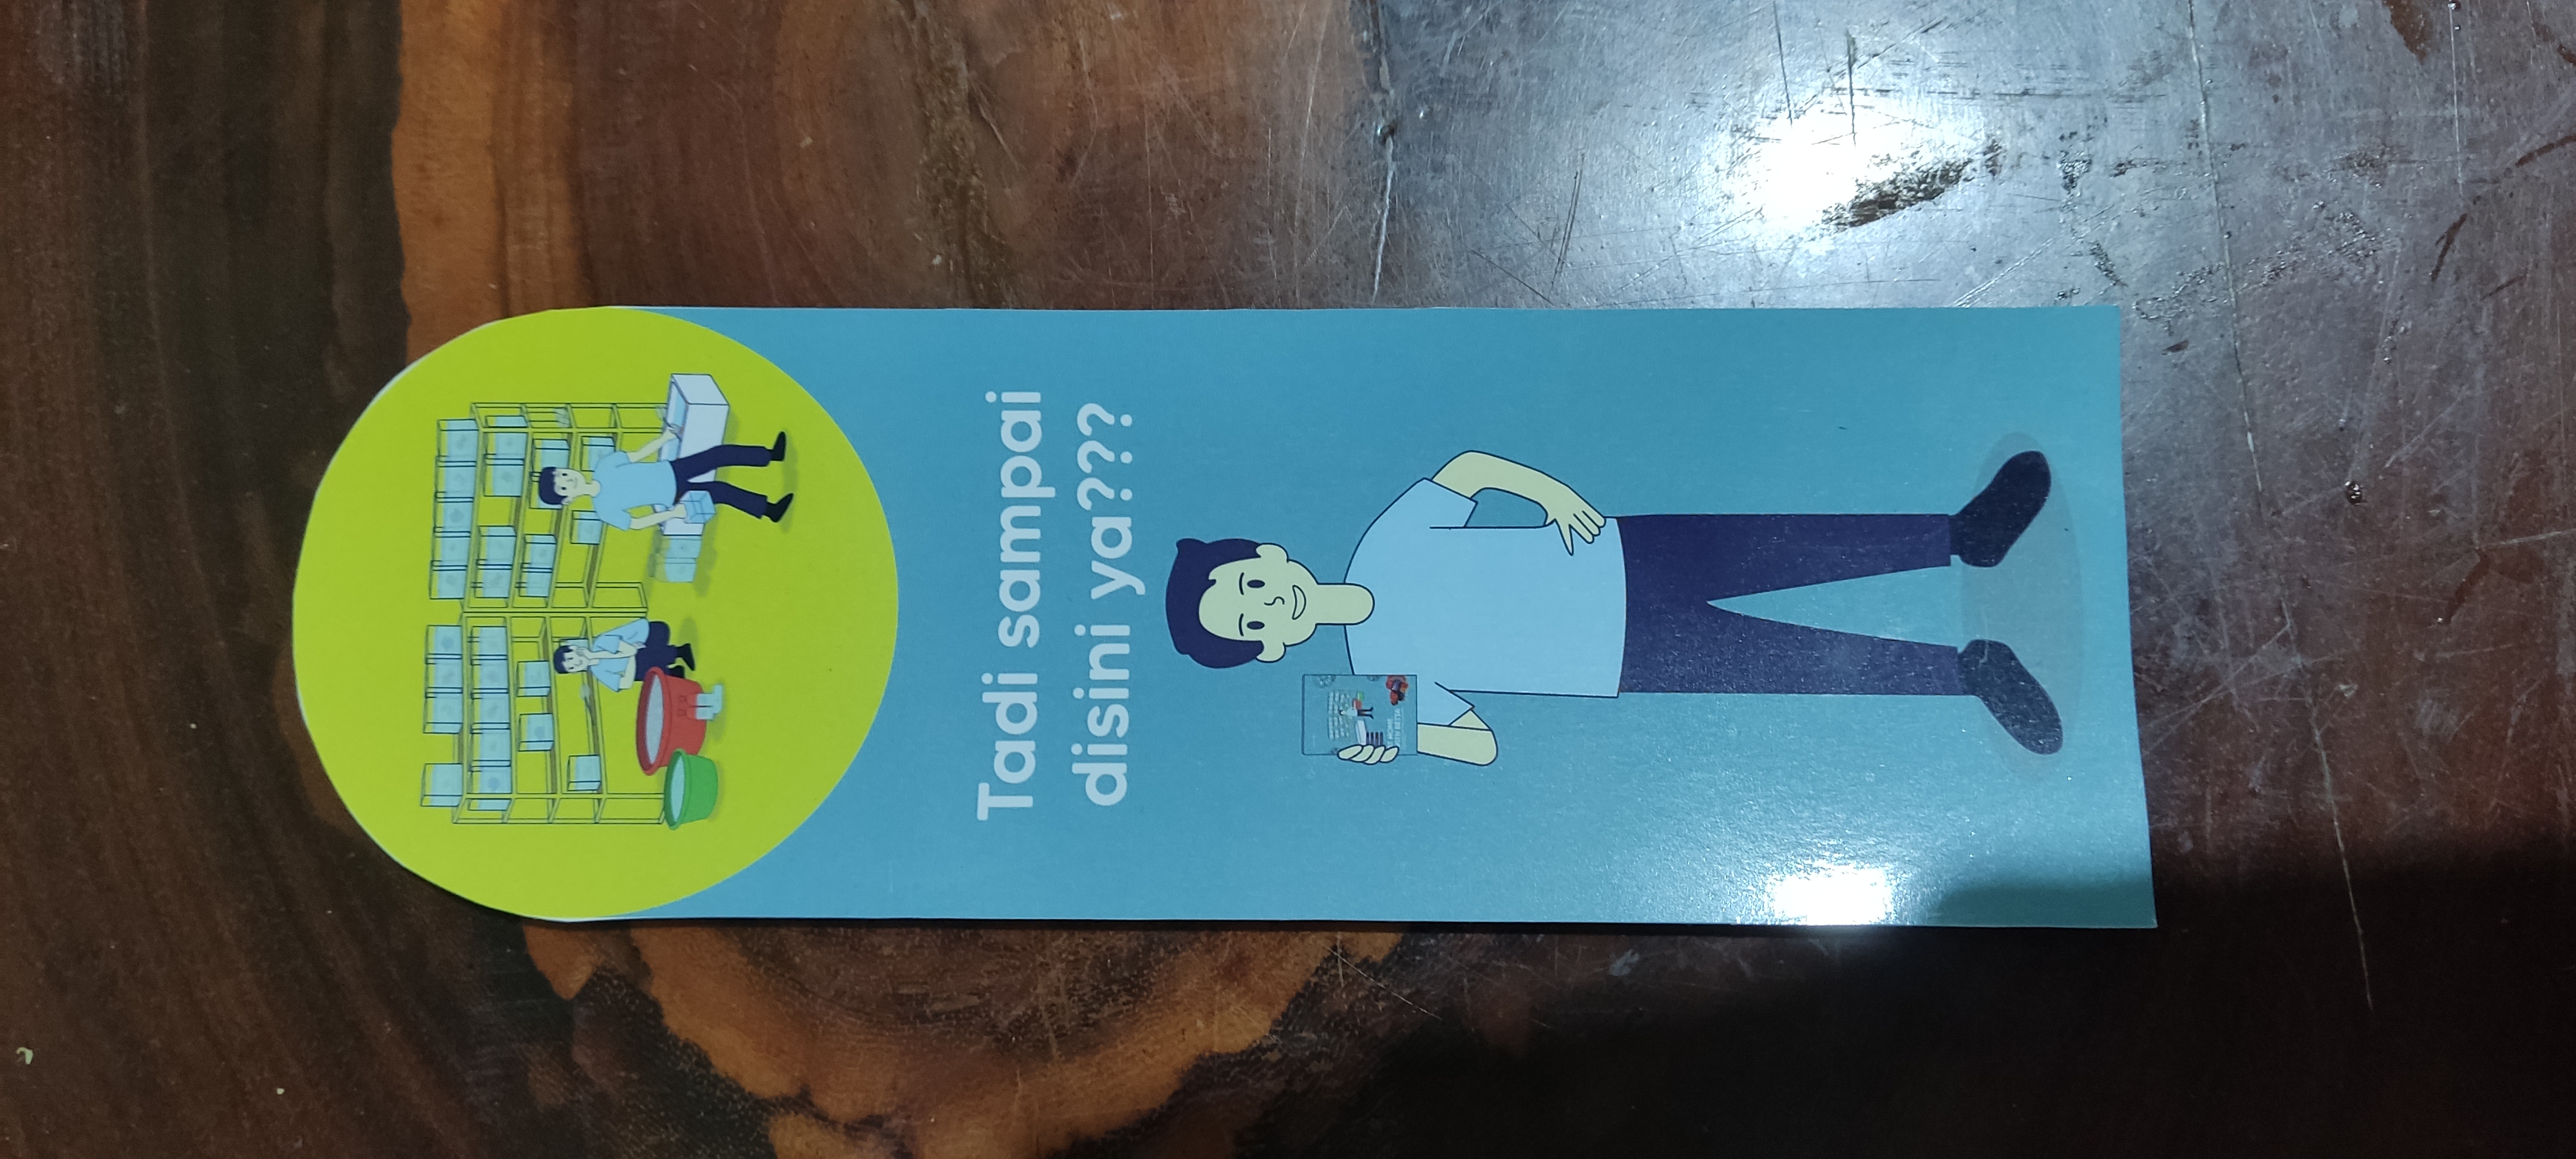 Tadi sampai
disini ya???